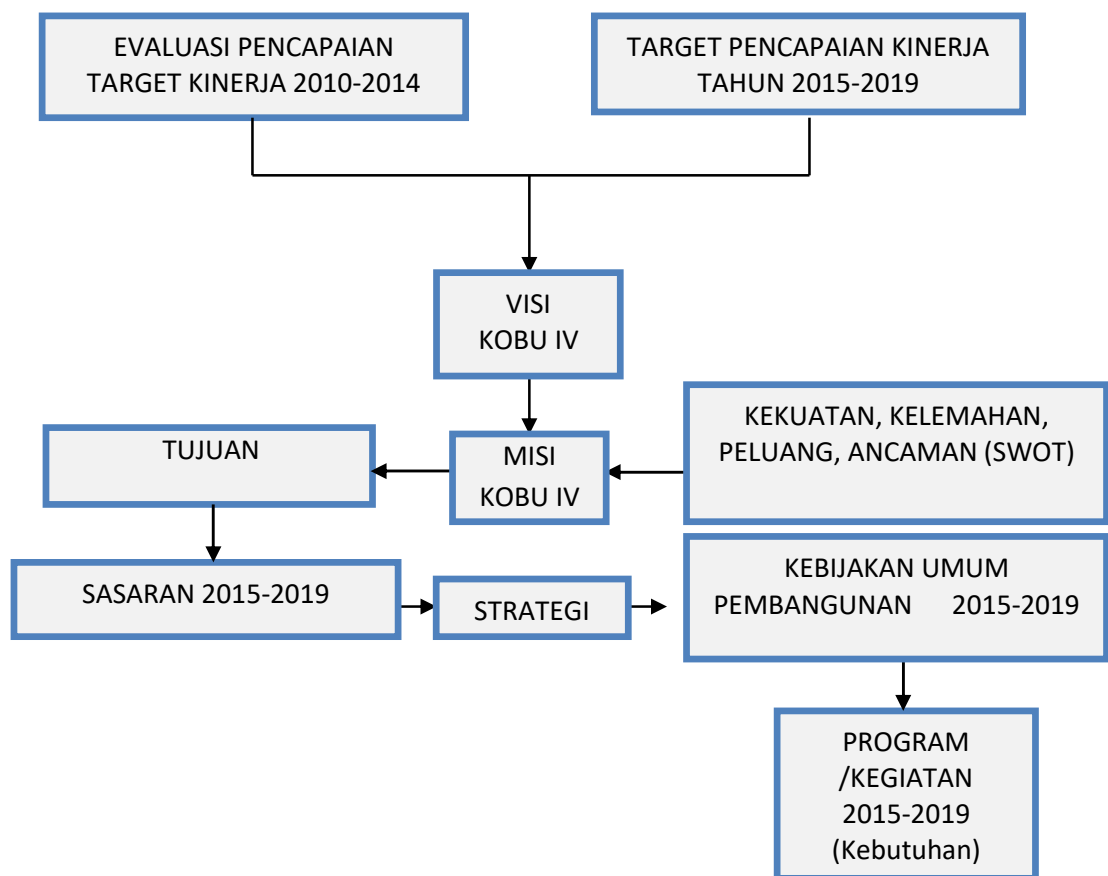 EVALUASI PENCAPAIAN
TARGET KINERJA 2010-2014
TARGET PENCAPAIAN KINERJA
TAHUN 2015-2019
VISI
KOBU IV
MISI
KOBU IV
KEKUATAN, KELEMAHAN,
PELUANG, ANCAMAN (SWOT)
TUJUAN
SASARAN 2015-2019
STRATEGI
KEBIJAKAN UMUM
PEMBANGUNAN 2015-2019
PROGRAM
/KEGIATAN
2015-2019
(Kebutuhan)